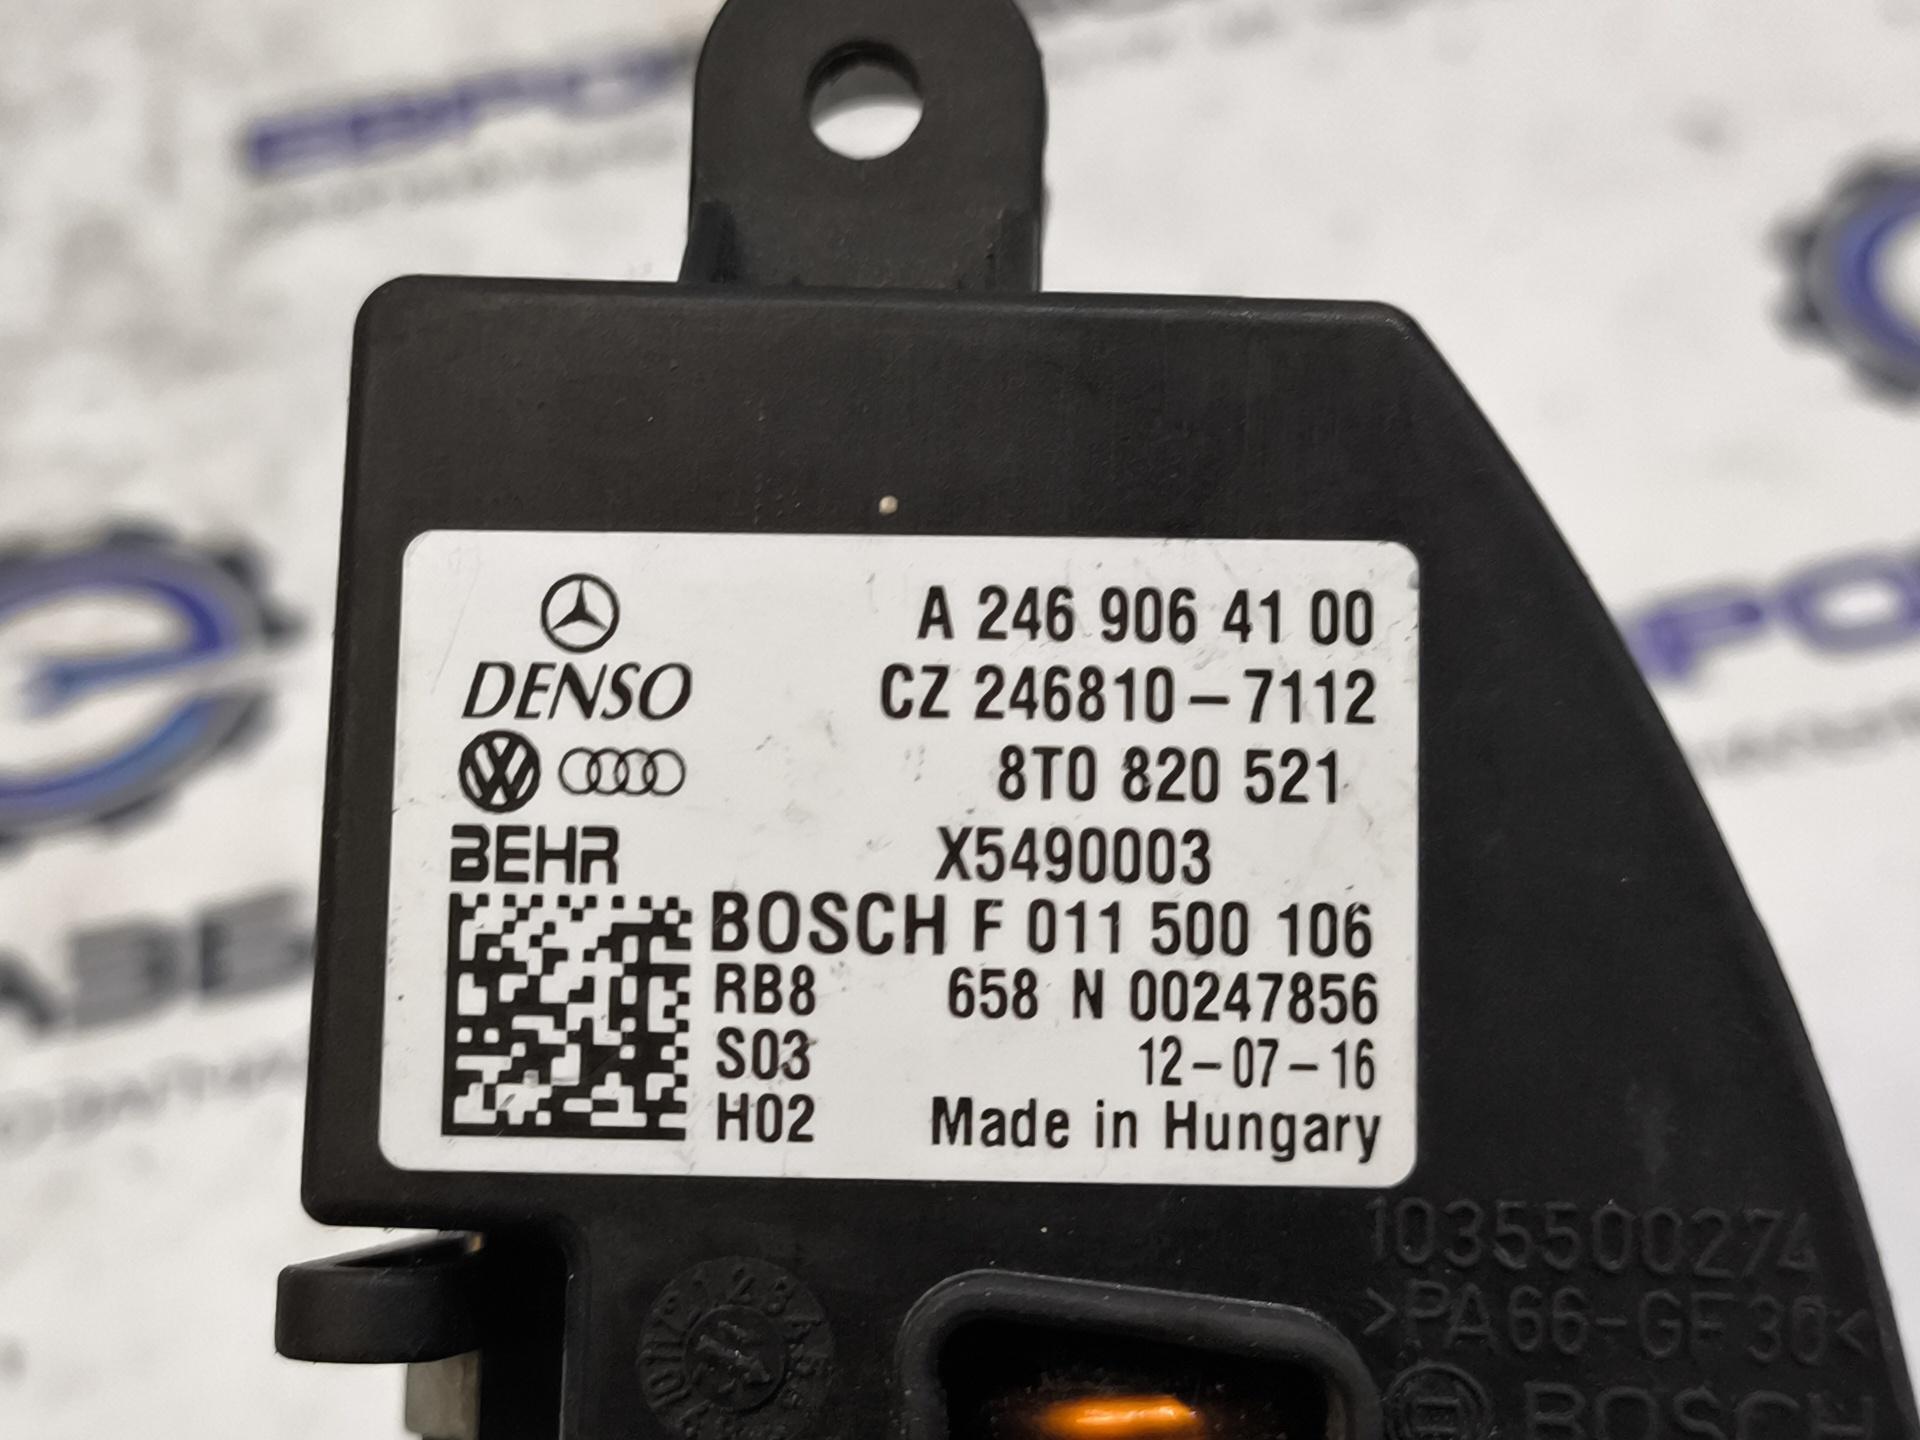 A 246 906 41 00
DENSO CZ 246810-7112
8T0 820 521
BEHR X5490003
BOSCH F 011 500 106
RB8 658 N 00247856
S03 12-07-16
H02 Made in Hungary
1035500274
>PA66-GF30<
BOSCH